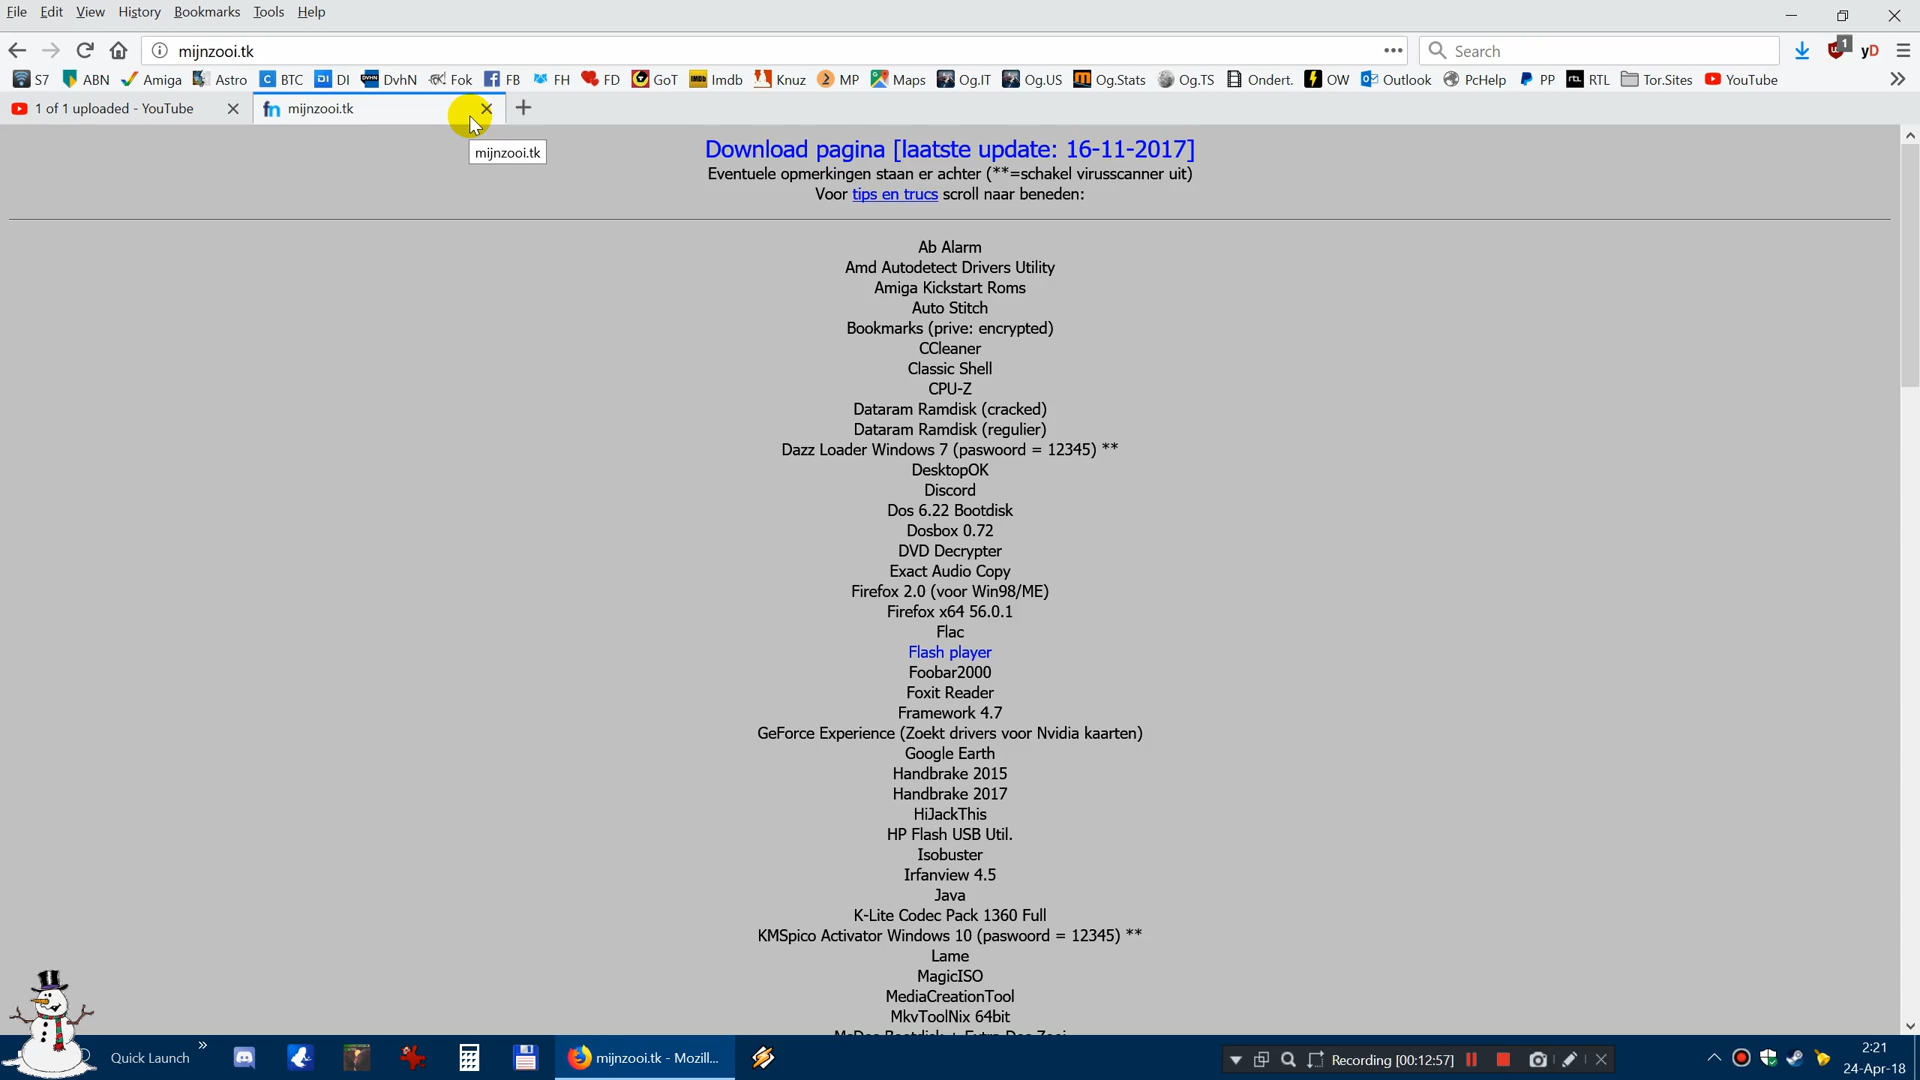 File Edit View History Bookmarks Tools Help
mijnzooi.tk
Search
1
yD
S7 ABN Amiga Astro BTC DI DvhN Fok FB FH FD GoT Imdb Knuz MP Maps Og.IT Og.US Og.Stats Og.TS Ondert. OW Outlook PcHelp PP RTL Tor.Sites YouTube
1 of 1 uploaded - YouTube
mijnzooi.tk
mijnzooi.tk
Download pagina [laatste update: 16-11-2017]
Eventuele opmerkingen staan er achter (**=schakel virusscanner uit)
Voor tips en trucs scroll naar beneden:
Ab Alarm
Amd Autodetect Drivers Utility
Amiga Kickstart Roms
Auto Stitch
Bookmarks (prive: encrypted)
CCleaner
Classic Shell
CPU-Z
Dataram Ramdisk (cracked)
Dataram Ramdisk (regulier)
Dazz Loader Windows 7 (paswoord = 12345) **
DesktopOK
Discord
Dos 6.22 Bootdisk
Dosbox 0.72
DVD Decrypter
Exact Audio Copy
Firefox 2.0 (voor Win98/ME)
Firefox x64 56.0.1
Flac
Flash player
Foobar2000
Foxit Reader
Framework 4.7
GeForce Experience (Zoekt drivers voor Nvidia kaarten)
Google Earth
Handbrake 2015
Handbrake 2017
HiJackThis
HP Flash USB Util.
Isobuster
Irfanview 4.5
Java
K-Lite Codec Pack 1360 Full
KMSpico Activator Windows 10 (paswoord = 12345) **
Lame
MagicISO
MediaCreationTool
MkvToolNix 64bit
Quick Launch
mijnzooi.tk - Mozill...
Recording [00:12:57]
2:21
24-Apr-18